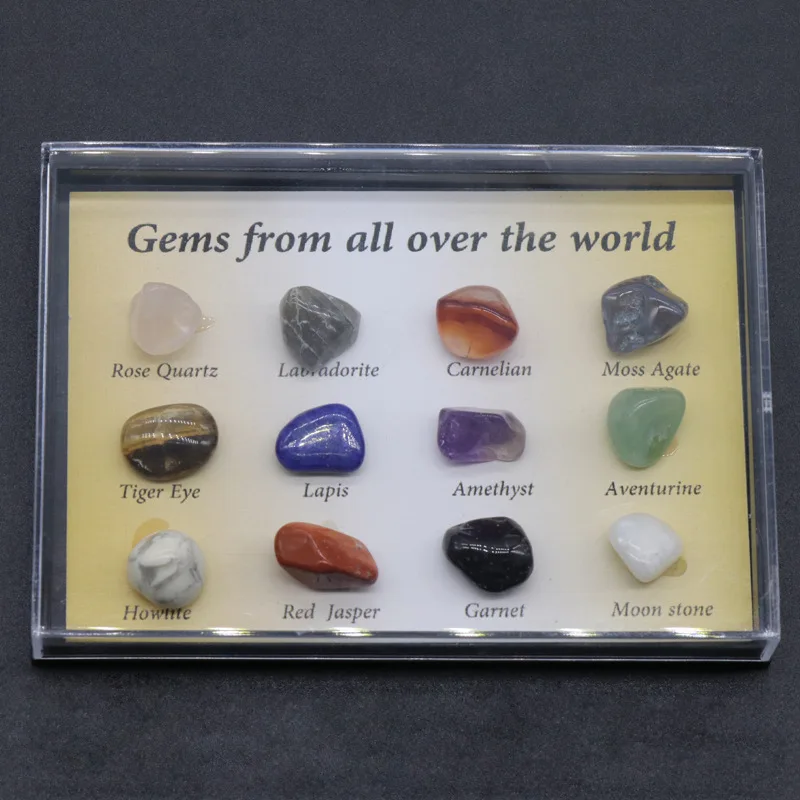 Gems from all over the world
Rose Quartz Labradorite Carnelian Moss Agate
Tiger Eye Lapis Amethyst Aventurine
Howlite Red Jasper Garnet Moon stone